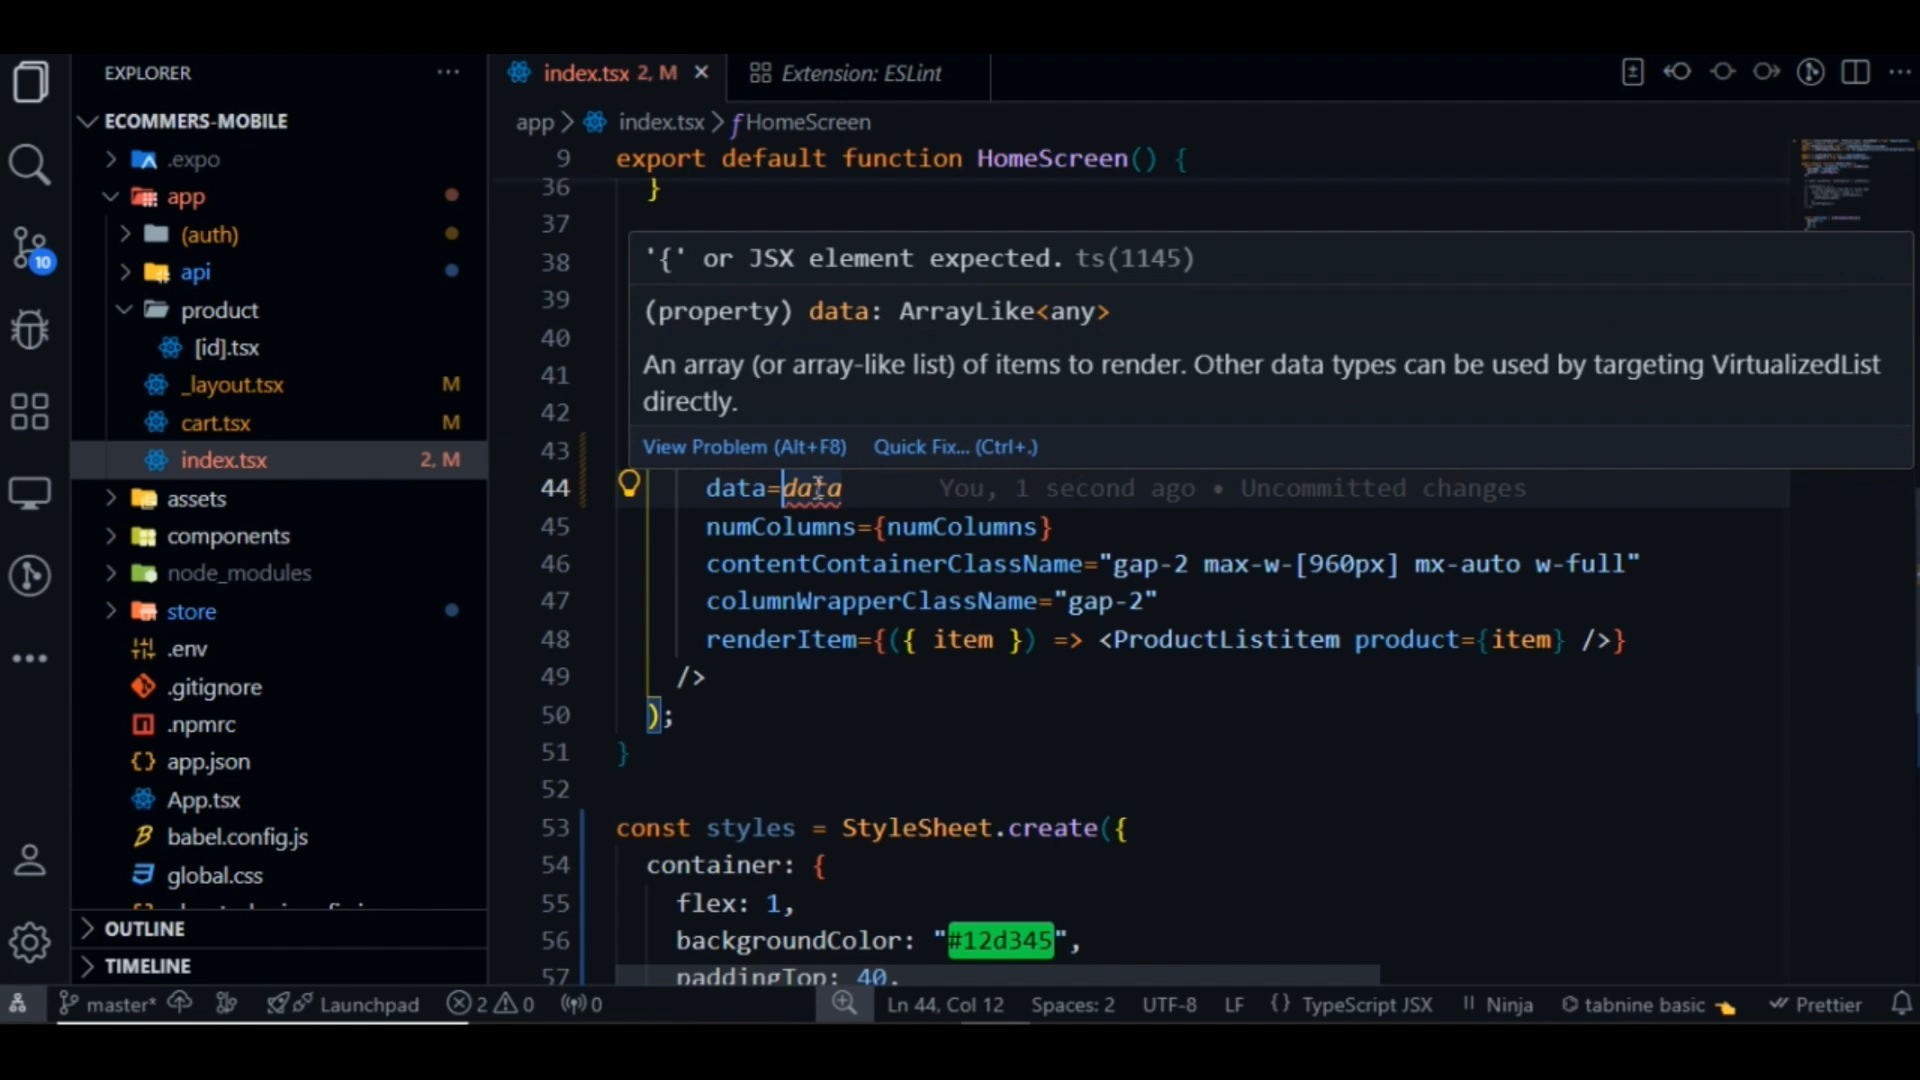 EXPLORER
ECOMMERS-MOBILE
.expo
app
(auth)
api
product
[id].tsx
_layout.tsx M
cart.tsx M
index.tsx 2, M
assets
components
node_modules
store
.env
.gitignore
.npmrc
app.json
App.tsx
babel.config.js
global.css
OUTLINE
TIMELINE
10
index.tsx 2, M
Extension: ESLint
app > index.tsx > HomeScreen
9 export default function HomeScreen() {
36 }
37
38
39
40
41
42
43
'{' or JSX element expected. ts(1145)
(property) data: ArrayLike<any>
An array (or array-like list) of items to render. Other data types can be used by targeting VirtualizedList
directly.
View Problem (Alt+F8) Quick Fix... (Ctrl+.)
44 data=data You, 1 second ago • Uncommitted changes
45 numColumns={numColumns}
46 contentContainerClassName="gap-2 max-w-[960px] mx-auto w-full"
47 columnWrapperClassName="gap-2"
48 renderItem={({ item }) => <ProductListitem product={item} />}
49 />
50 );
51 }
52
53 const styles = StyleSheet.create({
54 container: {
55 flex: 1,
56 backgroundColor: "#12d345",
57 paddingTop: 40,
master* Launchpad 2 0 0 Ln 44, Col 12 Spaces: 2 UTF-8 LF {} TypeScript JSX Ninja tabnine basic Prettier